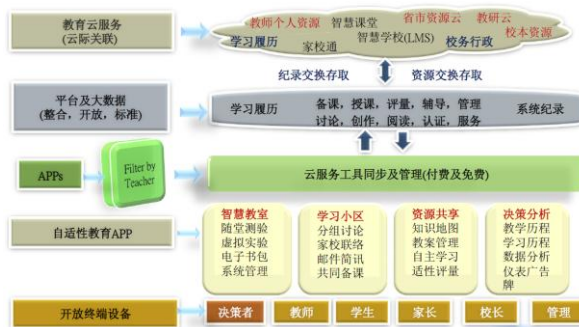 教育云服务
(云际关联)
教师个人资源 智慧课堂 省市资源云 教研云
学习履历 家校通 智慧学校(LMS) 校务行政 校本资源
纪录交换存取 资源交换存取
平台及大数据
(整合,开放,标准)
学习履历
备课,授课,评量,辅导,管理
讨论,创作,阅读,认证,服务
系统纪录
APPs
Filter by
Teacher
云服务工具同步及管理(付费及免费)
自适性教育APP
智慧教室
随堂测验
虚拟实验
电子书包
系统管理
学习小区
分组讨论
家校联络
邮件简讯
共同备课
资源共享
知识地图
教案管理
自主学习
适性评量
决策分析
教学历程
学习历程
数据分析
仪表广告
牌
开放终端设备
决策者 教师 学生 家长 校长 管理